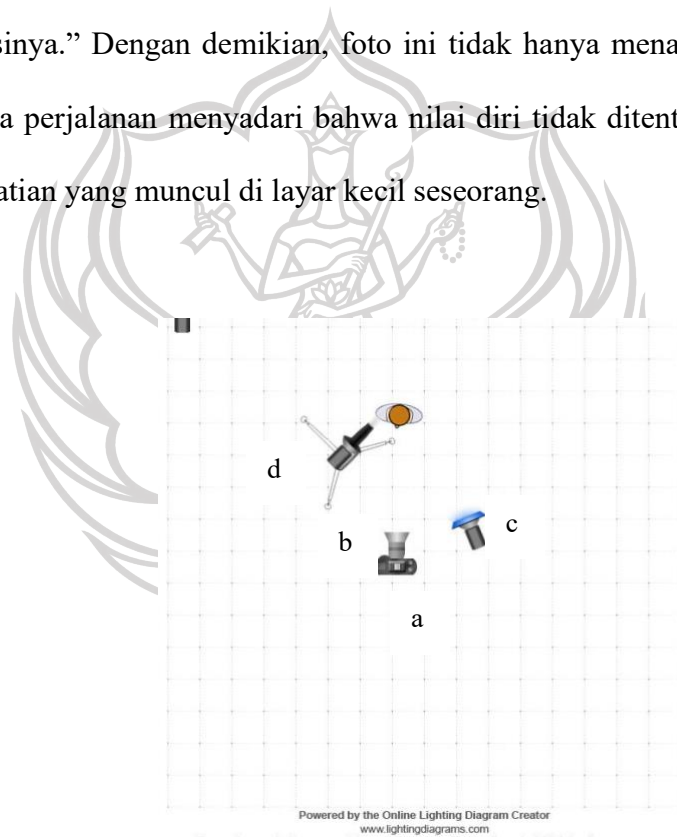 sinya.” Dengan demikian, foto ini tidak hanya mena
a perjalanan menyadari bahwa nilai diri tidak ditent
atian yang muncul di layar kecil seseorang.
d
b
c
a
Powered by the Online Lighting Diagram Creator
www.lightingdiagrams.com